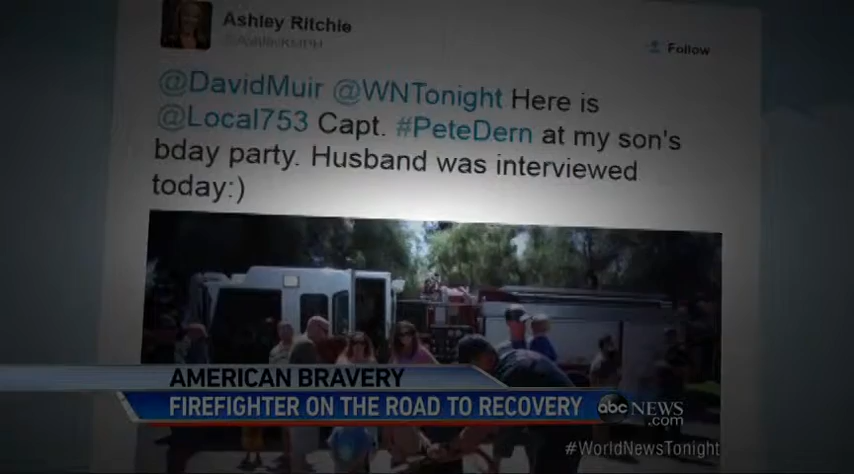 Ashley Ritchie
@AshleyKMPH
Follow
@DavidMuir @WNTonight Here is
@Local753 Capt. #PeteDern at my son's
bday party. Husband was interviewed
today:)
AMERICAN BRAVERY
FIREFIGHTER ON THE ROAD TO RECOVERY
abc NEWS
.com
#WorldNewsTonight